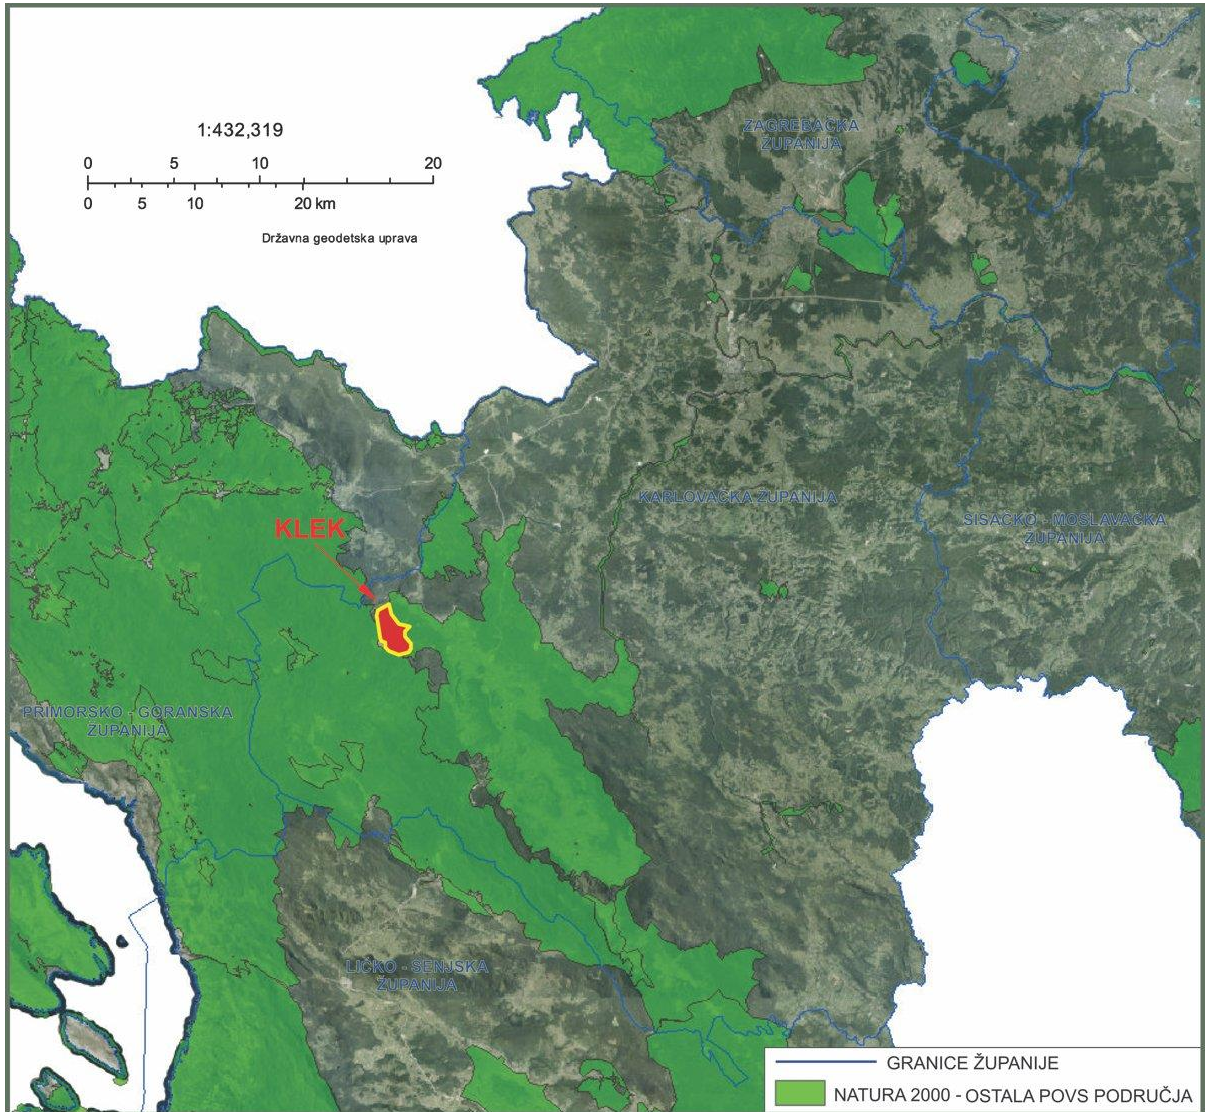 1:432,319
0 5 10 20
0 5 10 20 km
Državna geodetska uprava
ZAGREBAČKA
ŽUPANIJA
KARLOVAČKA ŽUPANIJA
SISAČKO - MOSLAVAČKA
ŽUPANIJA
KLEK
PRIMORSKO - GORANSKA
ŽUPANIJA
LIČKO - SENJSKA
ŽUPANIJA
GRANICE ŽUPANIJE
NATURA 2000 - OSTALA POVS PODRUČJA